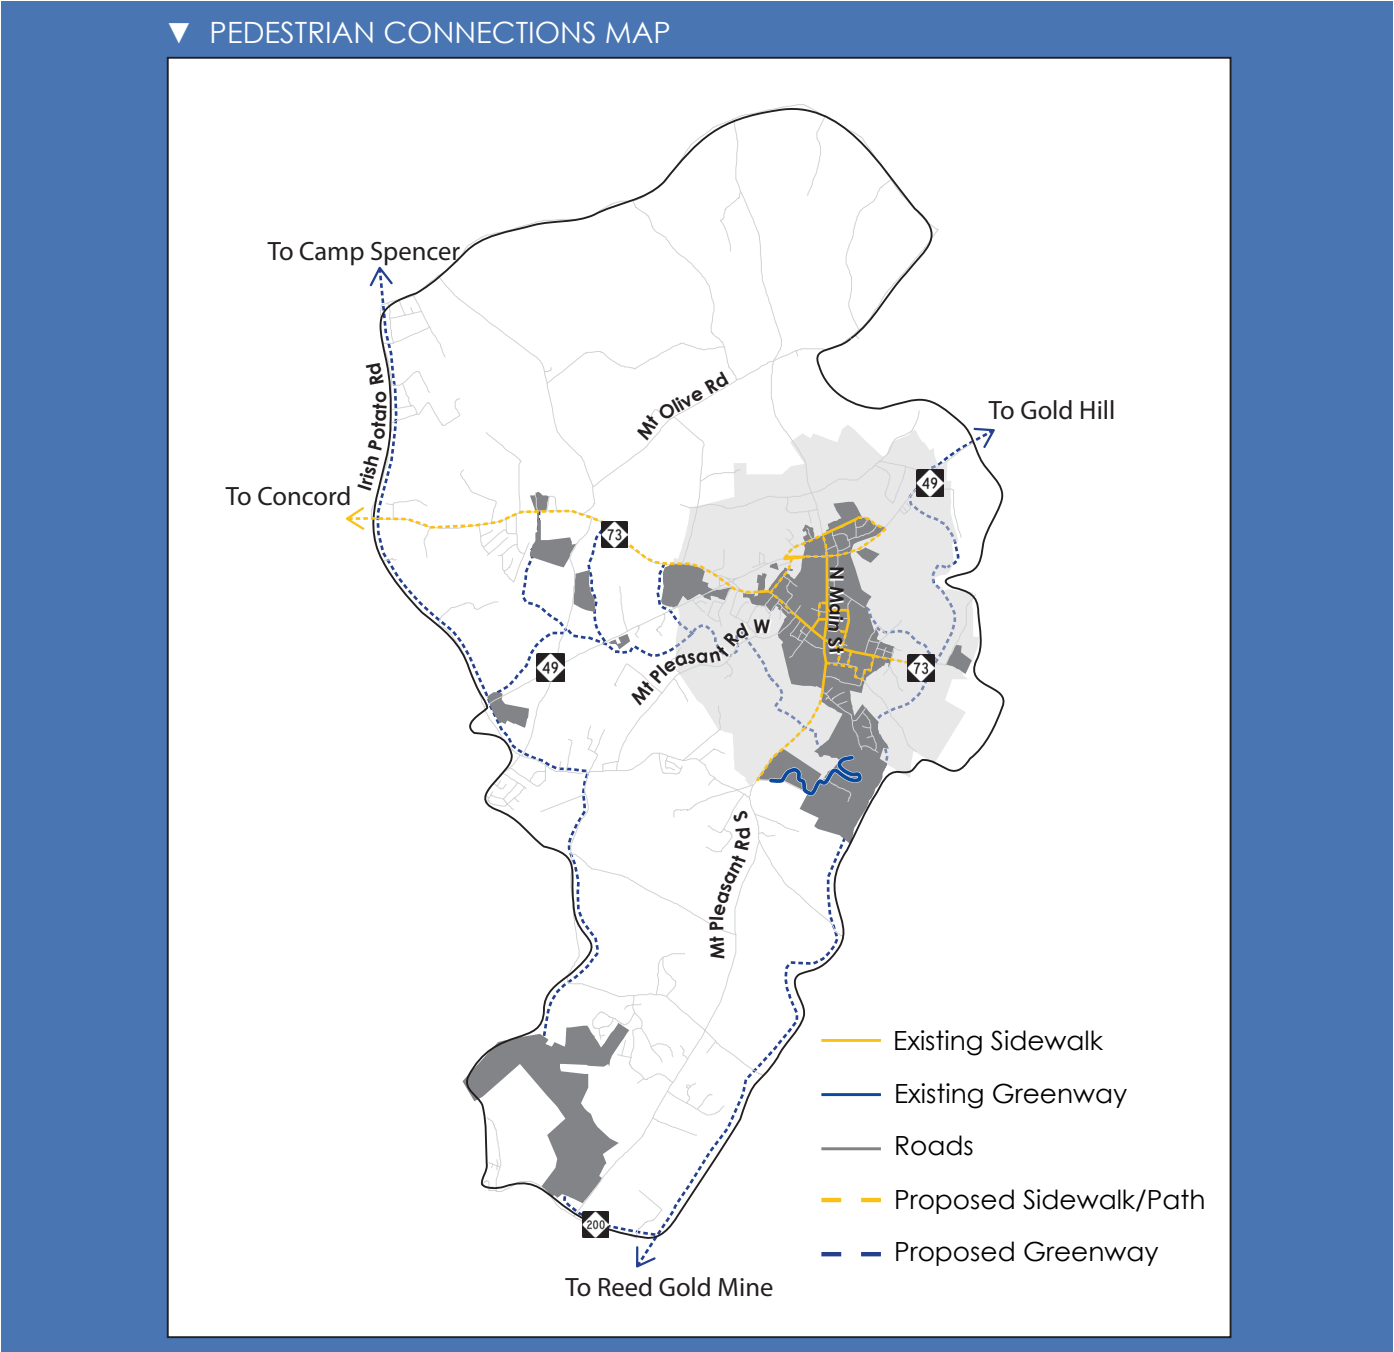 ▼ PEDESTRIAN CONNECTIONS MAP
To Camp Spencer
Irish Potato Rd
Mt Olive Rd
To Gold Hill
49
To Concord
73
N Main St
Mt Pleasant Rd W
49
73
Mt Pleasant Rd S
Existing Sidewalk
Existing Greenway
Roads
Proposed Sidewalk/Path
200
Proposed Greenway
To Reed Gold Mine